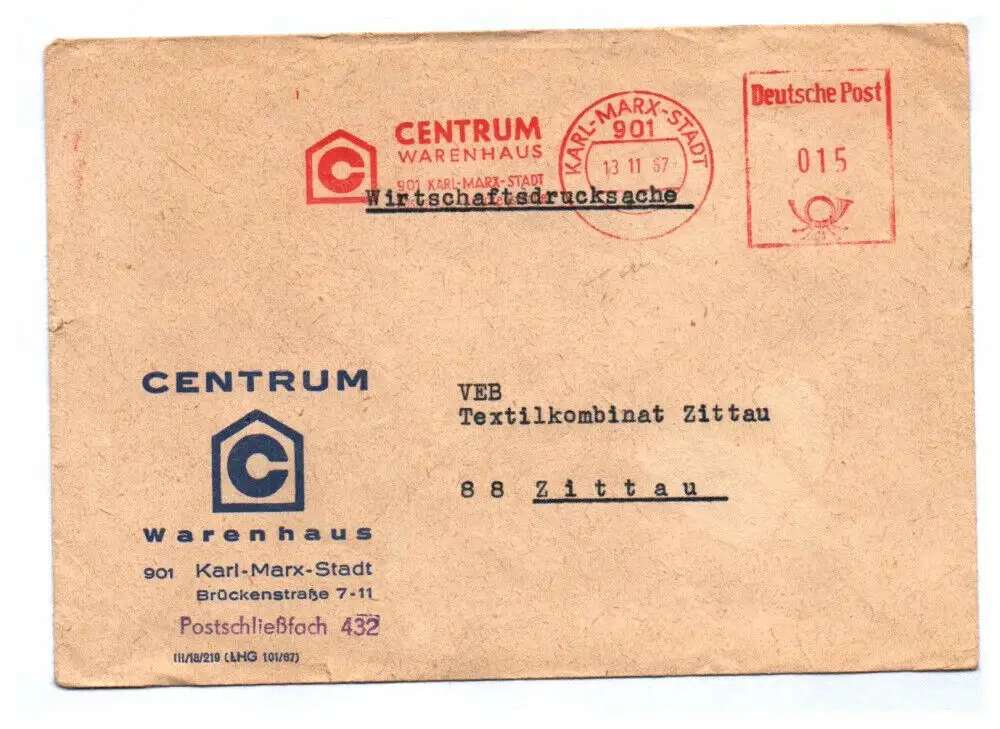 CENTRUM
WARENHAUS
901 KARL-MARX-STADT
Wirtschaftsdrucksache
KARL-MARX-STADT
901
13 11 67
Deutsche Post
015
CENTRUM
C
Warenhaus
901 Karl-Marx-Stadt
Brückenstraße 7-11
Postschließfach 432
III/18/219 (LHG 101/67)
VEB
Textilkombinat Zittau
88 Zittau